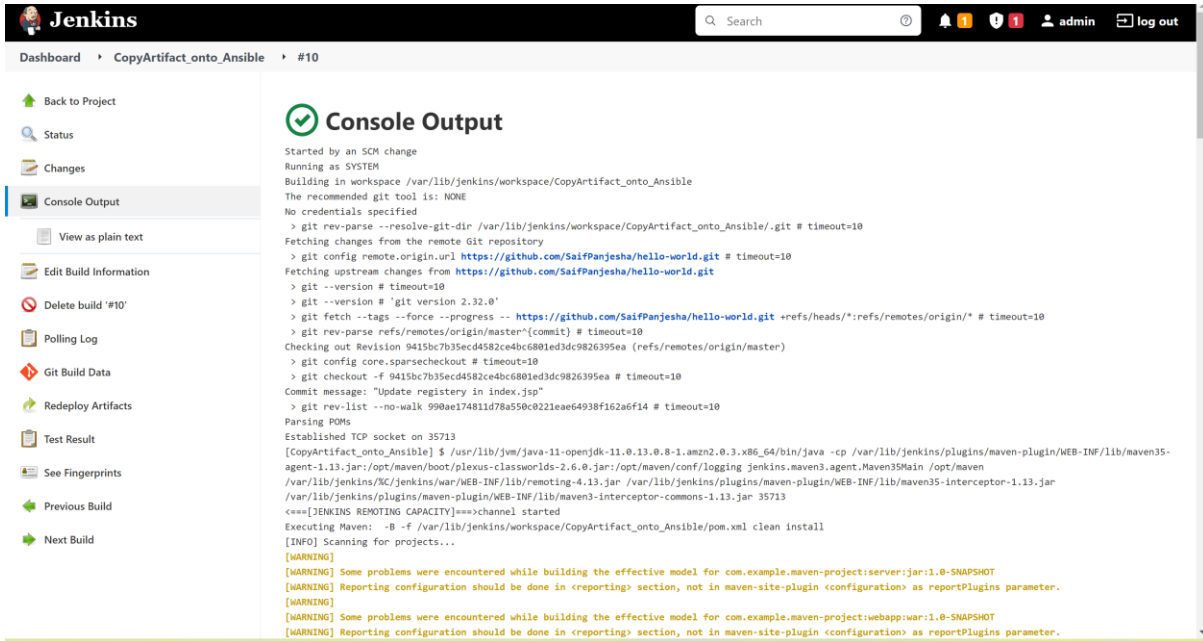 Jenkins
Search
1
1
admin
log out
Dashboard
CopyArtifact_onto_Ansible
#10
Back to Project
Status
Changes
Console Output
View as plain text
Edit Build Information
Delete build '#10'
Polling Log
Git Build Data
Redeploy Artifacts
Test Result
See Fingerprints
Previous Build
Next Build
Console Output
Started by an SCM change
Running as SYSTEM
Building in workspace /var/lib/jenkins/workspace/CopyArtifact_onto_Ansible
The recommended git tool is: NONE
No credentials specified
> git rev-parse --resolve-git-dir /var/lib/jenkins/workspace/CopyArtifact_onto_Ansible/.git # timeout=10
Fetching changes from the remote Git repository
> git config remote.origin.url https://github.com/SaifPanjesha/hello-world.git # timeout=10
Fetching upstream changes from https://github.com/SaifPanjesha/hello-world.git
> git --version # timeout=10
> git --version # 'git version 2.32.0'
> git fetch --tags --force --progress -- https://github.com/SaifPanjesha/hello-world.git +refs/heads/*:refs/remotes/origin/* # timeout=10
> git rev-parse refs/remotes/origin/master^{commit} # timeout=10
Checking out Revision 9415bc7b35ecd4582ce4bc6801ed3dc9826395ea (refs/remotes/origin/master)
> git config core.sparsecheckout # timeout=10
> git checkout -f 9415bc7b35ecd4582ce4bc6801ed3dc9826395ea # timeout=10
Commit message: "Update registery in index.jsp"
> git rev-list --no-walk 990ae174811d78a550c0221eae64938f162a6f14 # timeout=10
Parsing POMs
Established TCP socket on 35713
[CopyArtifact_onto_Ansible] $ /usr/lib/jvm/java-11-openjdk-11.0.13.0.8-1.amzn2.0.3.x86_64/bin/java -cp /var/lib/jenkins/plugins/maven-plugin/WEB-INF/lib/maven35-
agent-1.13.jar:/opt/maven/boot/plexus-classworlds-2.6.0.jar:/opt/maven/conf/logging jenkins.maven3.agent.Maven35Main /opt/maven
/var/lib/jenkins/%C/jenkins/war/WEB-INF/lib/remoting-4.13.jar /var/lib/jenkins/plugins/maven-plugin/WEB-INF/lib/maven35-interceptor-1.13.jar
/var/lib/jenkins/plugins/maven-plugin/WEB-INF/lib/maven3-interceptor-commons-1.13.jar 35713
<===[JENKINS REMOTING CAPACITY]===>channel started
Executing Maven: -B -f /var/lib/jenkins/workspace/CopyArtifact_onto_Ansible/pom.xml clean install
[INFO] Scanning for projects...
[WARNING]
[WARNING] Some problems were encountered while building the effective model for com.example.maven-project:server:jar:1.0-SNAPSHOT
[WARNING] Reporting configuration should be done in <reporting> section, not in maven-site-plugin <configuration> as reportPlugins parameter.
[WARNING]
[WARNING] Some problems were encountered while building the effective model for com.example.maven-project:webapp:war:1.0-SNAPSHOT
[WARNING] Reporting configuration should be done in <reporting> section, not in maven-site-plugin <configuration> as reportPlugins parameter.